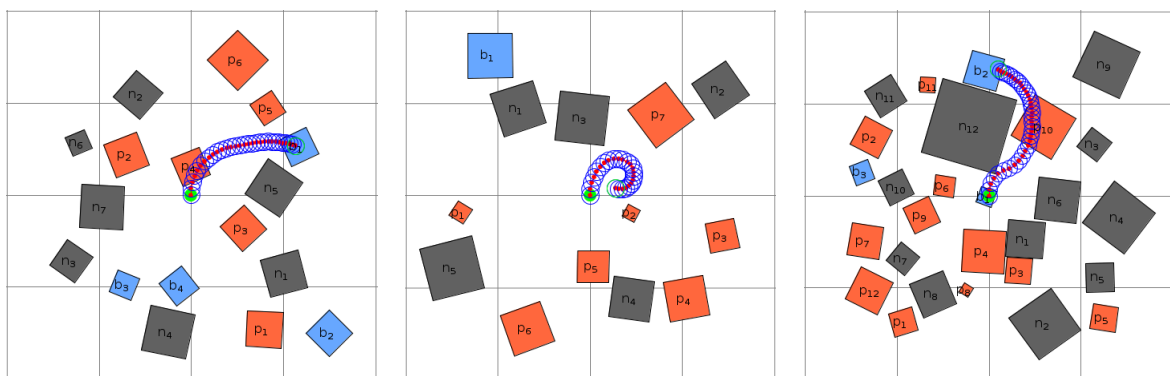 p₆
n₂
p₅
n₆
p₂
p₄
n₅
n₇
p₃
n₃
n₁
b₃
b₄
n₄
p₁
b₂
b₁
n₁
n₃
p₇
n₂
p₁
p₂
p₃
n₅
p₅
n₄
p₄
p₆
b₂
n₉
p₁₁
n₁₁
n₁₂
p₁₀
p₂
n₃
b₃
n₁₀
p₆
n₆
p₉
n₄
p₇
n₁
p₄
n₇
p₃
n₅
p₁₂
n₈
p₈
p₁
n₂
p₅